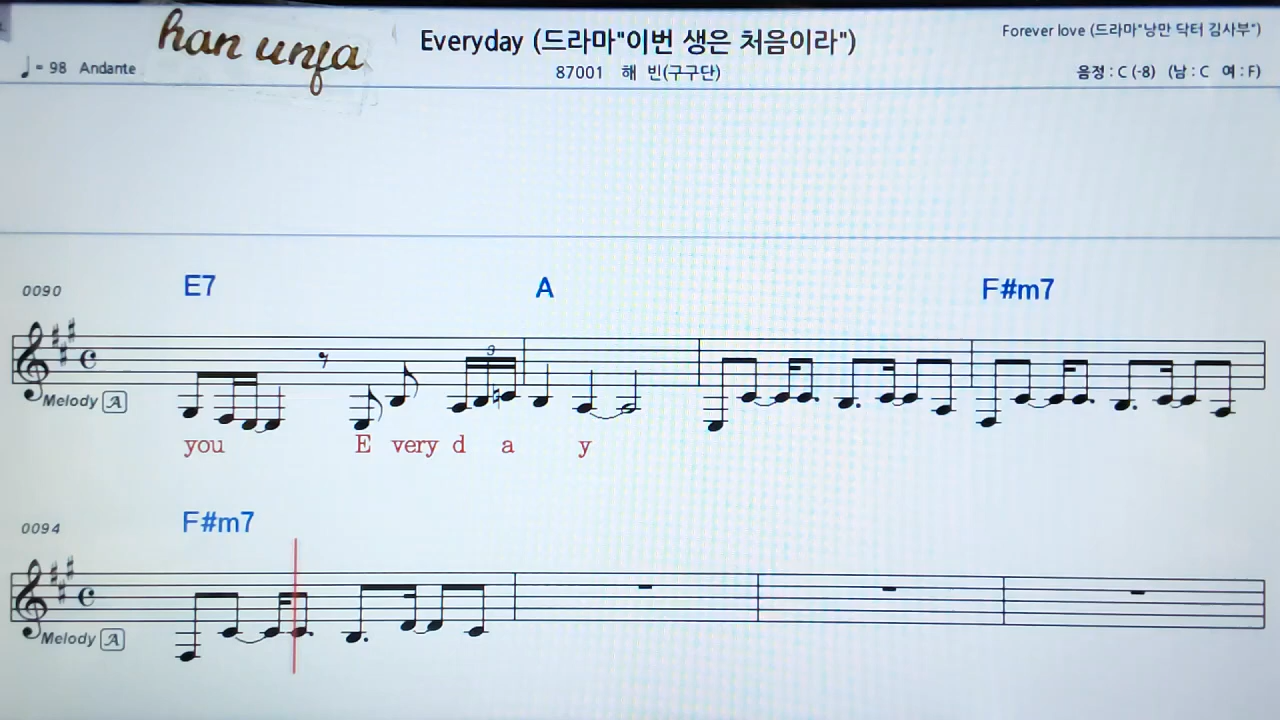 han unfa
Everyday (드라마"이번 생은 처음이라")
Forever love (드라마"낭만 닥터 김사부")
♩ = 98 Andante
87001 해 빈(구구단)
음정 : C (-8) (남 : C 여 : F)
0090
E7 A F#m7
3
Melody A
you E very d a y
0094
F#m7
Melody A